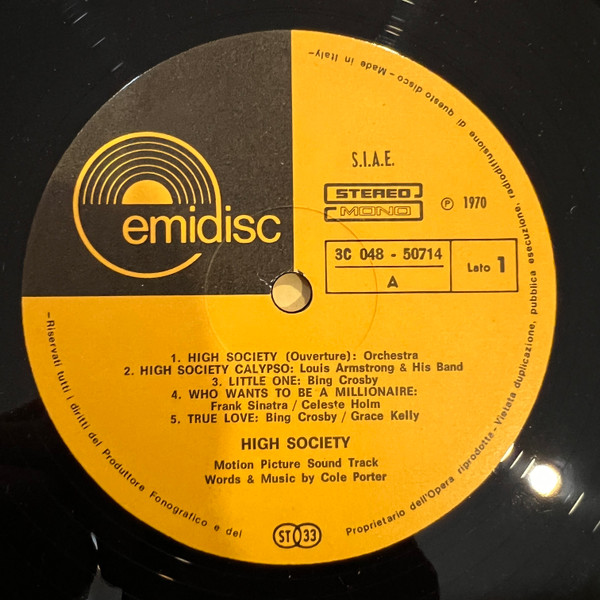 emidisc
S.I.A.E.
STEREO
MONO
Ⓟ 1970
3C 048 - 50714
A
Lato 1
1. HIGH SOCIETY (Ouverture): Orchestra
2. HIGH SOCIETY CALYPSO: Louis Armstrong & His Band
3. LITTLE ONE: Bing Crosby
4. WHO WANTS TO BE A MILLIONAIRE:
Frank Sinatra / Celeste Holm
5. TRUE LOVE: Bing Crosby / Grace Kelly
HIGH SOCIETY
Motion Picture Sound Track
Words & Music by Cole Porter
ST 33
-Riservati tutti i diritti del Produttore Fonografico e del Proprietario dell'Opera riprodotta-Vietata duplicazione, pubblica esecuzione, radiodiffusione di questo disco-Made in Italy-